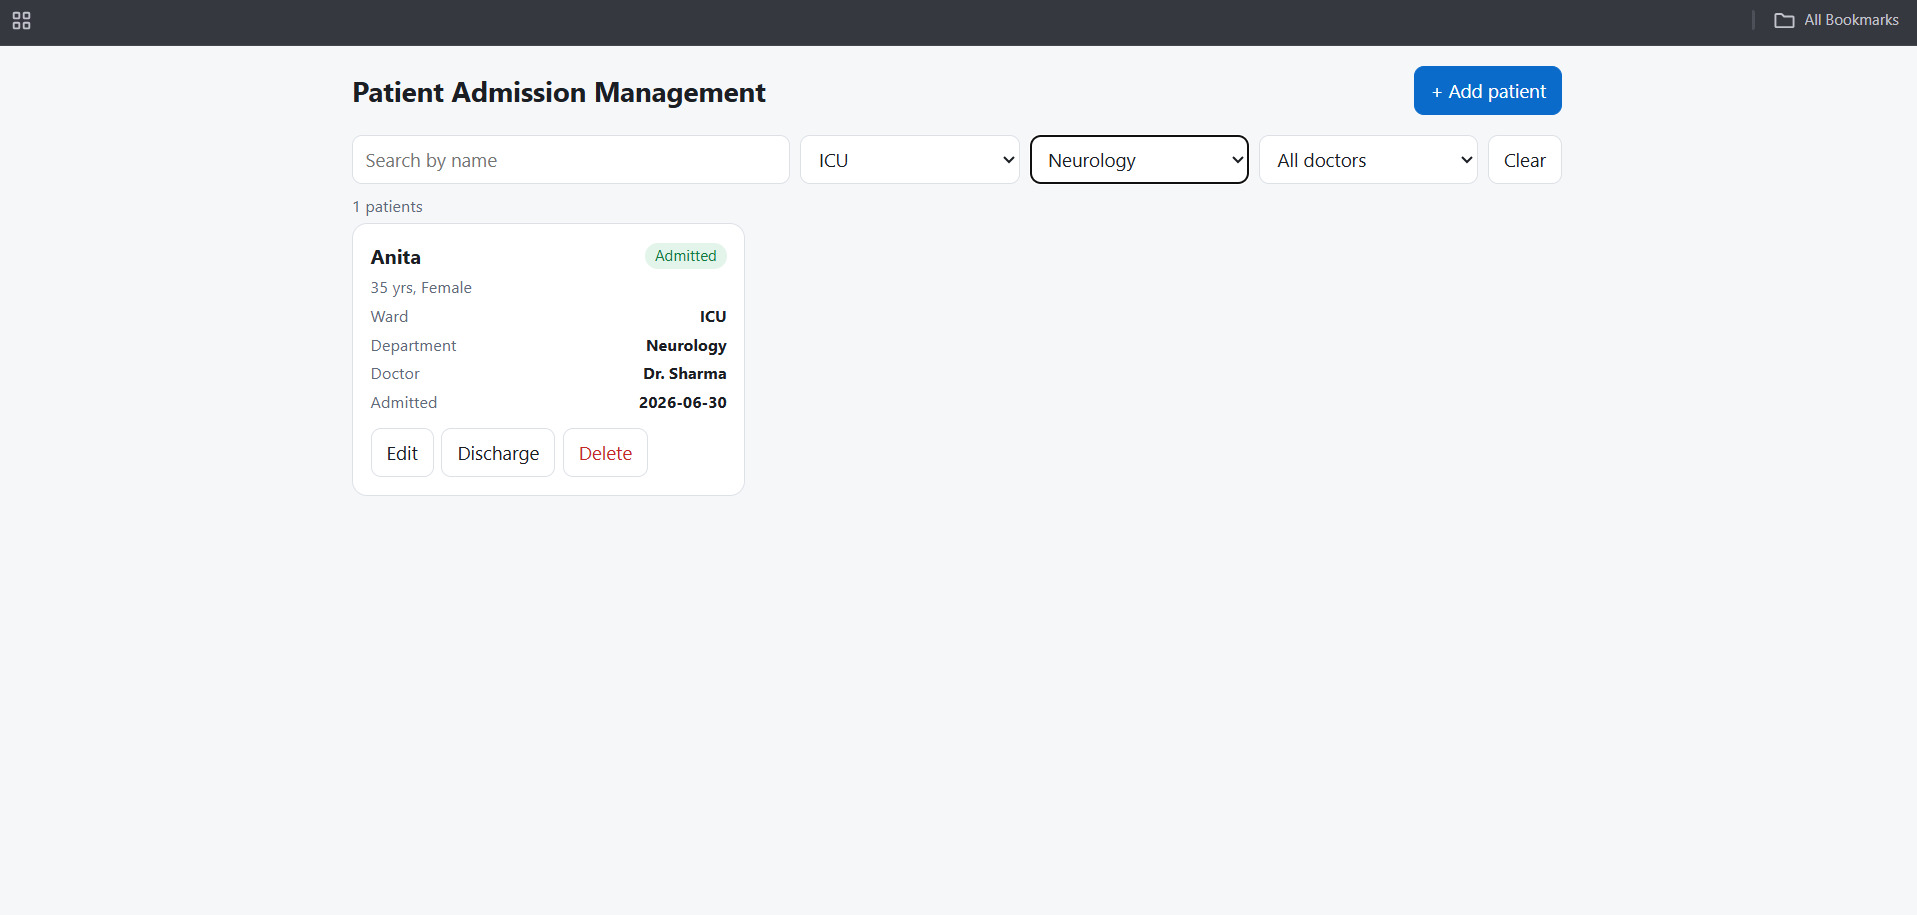 All Bookmarks
Patient Admission Management
+ Add patient
Search by name
ICU
Neurology
All doctors
Clear
1 patients
Anita
Admitted
35 yrs, Female
Ward ICU
Department Neurology
Doctor Dr. Sharma
Admitted 2026-06-30
Edit
Discharge
Delete